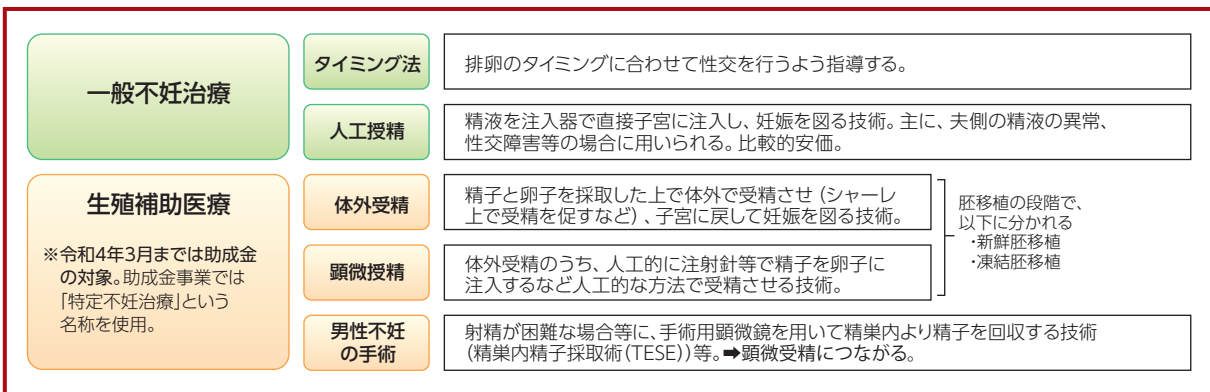 一般不妊治療
タイミング法
排卵のタイミングに合わせて性交を行うよう指導する。
人工授精
精液を注入器で直接子宮に注入し、妊娠を図る技術。主に、夫側の精液の異常、
性交障害等の場合に用いられる。比較的安価。
生殖補助医療
※令和4年3月までは助成金
の対象。助成金事業では
「特定不妊治療」という
名称を使用。
体外受精
精子と卵子を採取した上で体外で受精させ（シャーレ
上で受精を促すなど）、子宮に戻して妊娠を図る技術。
顕微授精
体外受精のうち、人工的に注射針等で精子を卵子に
注入するなど人工的な方法で受精させる技術。
胚移植の段階で、
以下に分かれる
・新鮮胚移植
・凍結胚移植
男性不妊
の手術
射精が困難な場合等に、手術用顕微鏡を用いて精巣内より精子を回収する技術
（精巣内精子採取術（TESE））等。➡顕微受精につながる。